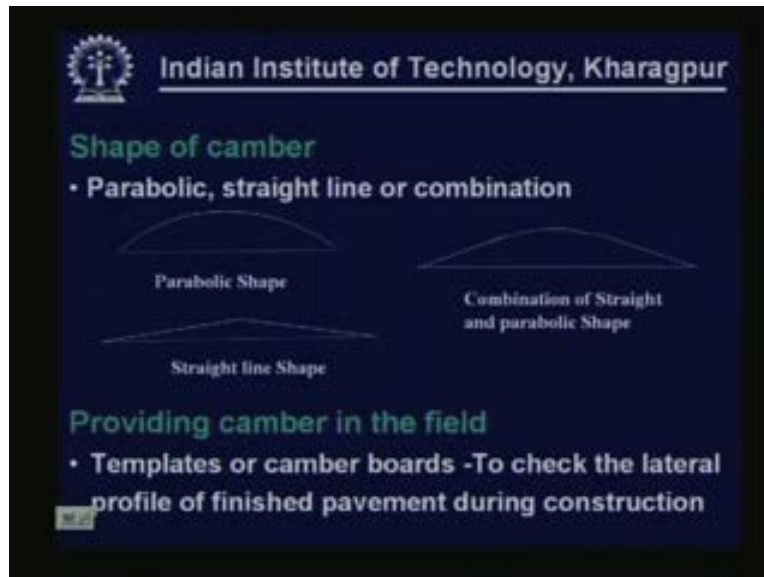 Indian Institute of Technology, Kharagpur
Shape of camber
• Parabolic, straight line or combination
Parabolic Shape
Combination of Straight
and parabolic Shape
Straight line Shape
Providing camber in the field
• Templates or camber boards -To check the lateral
profile of finished pavement during construction